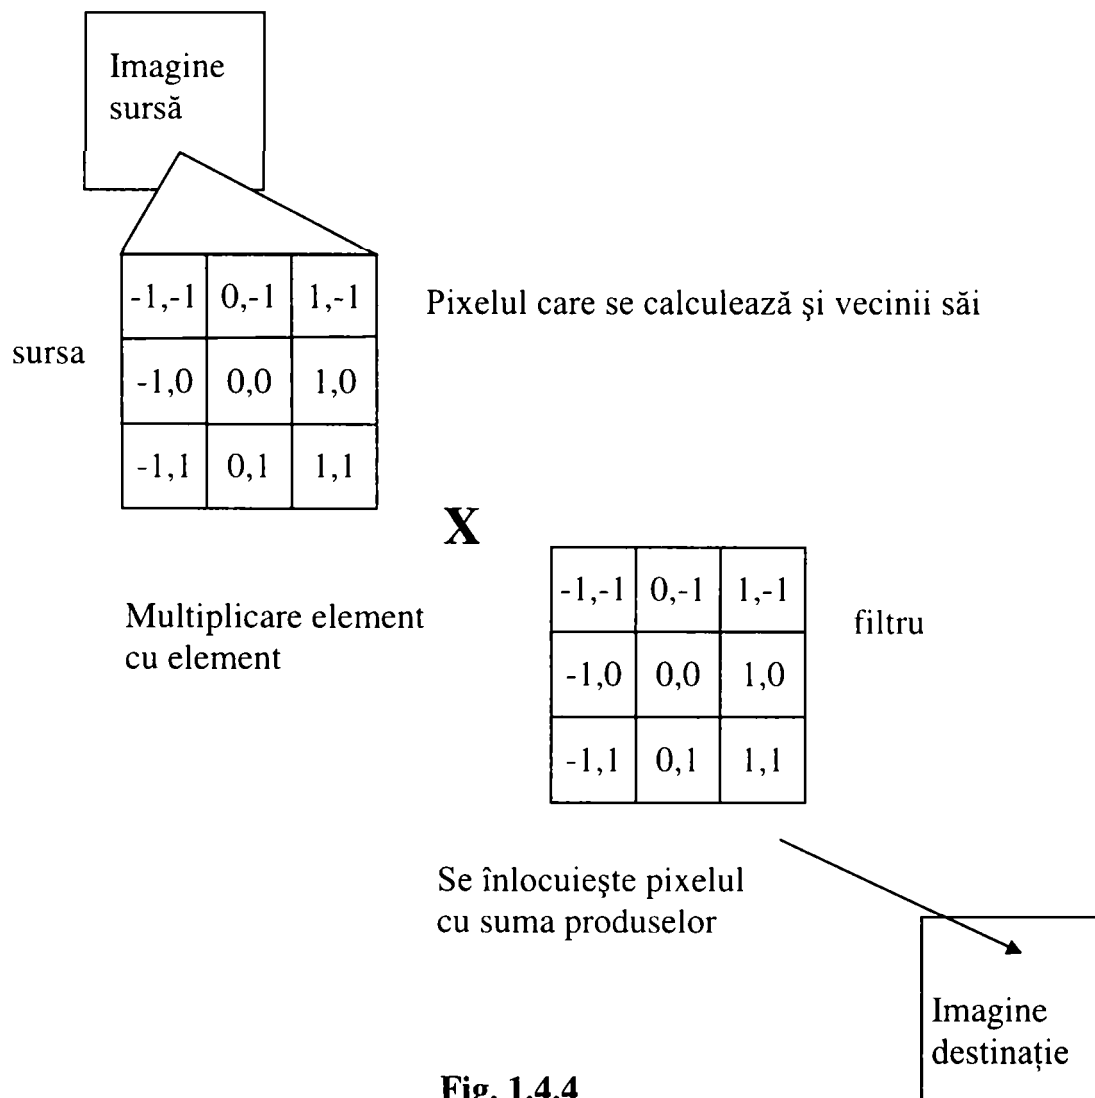 Imagine
sursă
-1,-1 0,-1 1,-1
Pixelul care se calculează şi vecinii săi
sursa
-1,0 0,0 1,0
-1,1 0,1 1,1
X
Multiplicare element
cu element
-1,-1 0,-1 1,-1
filtru
-1,0 0,0 1,0
-1,1 0,1 1,1
Se înlocuieşte pixelul
cu suma produselor
Imagine
destinaţie
Fig. 1.4.4